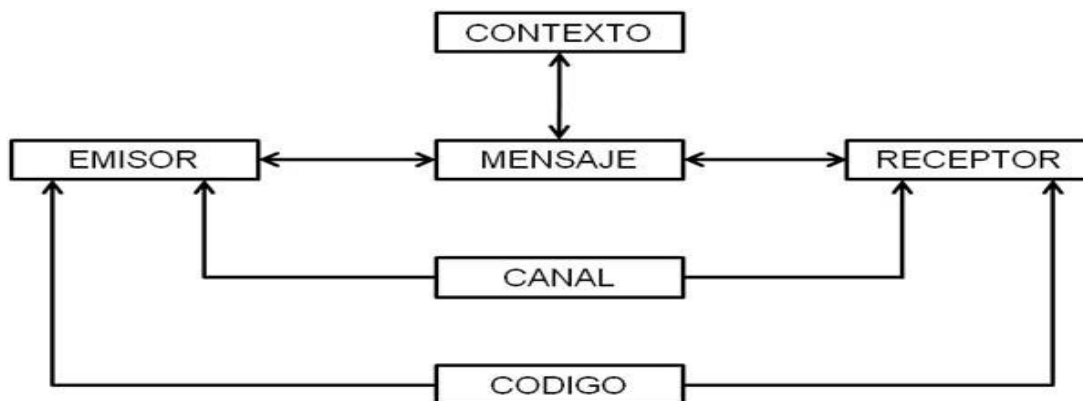 CONTEXTO
EMISOR
MENSAJE
RECEPTOR
CANAL
CODIGO